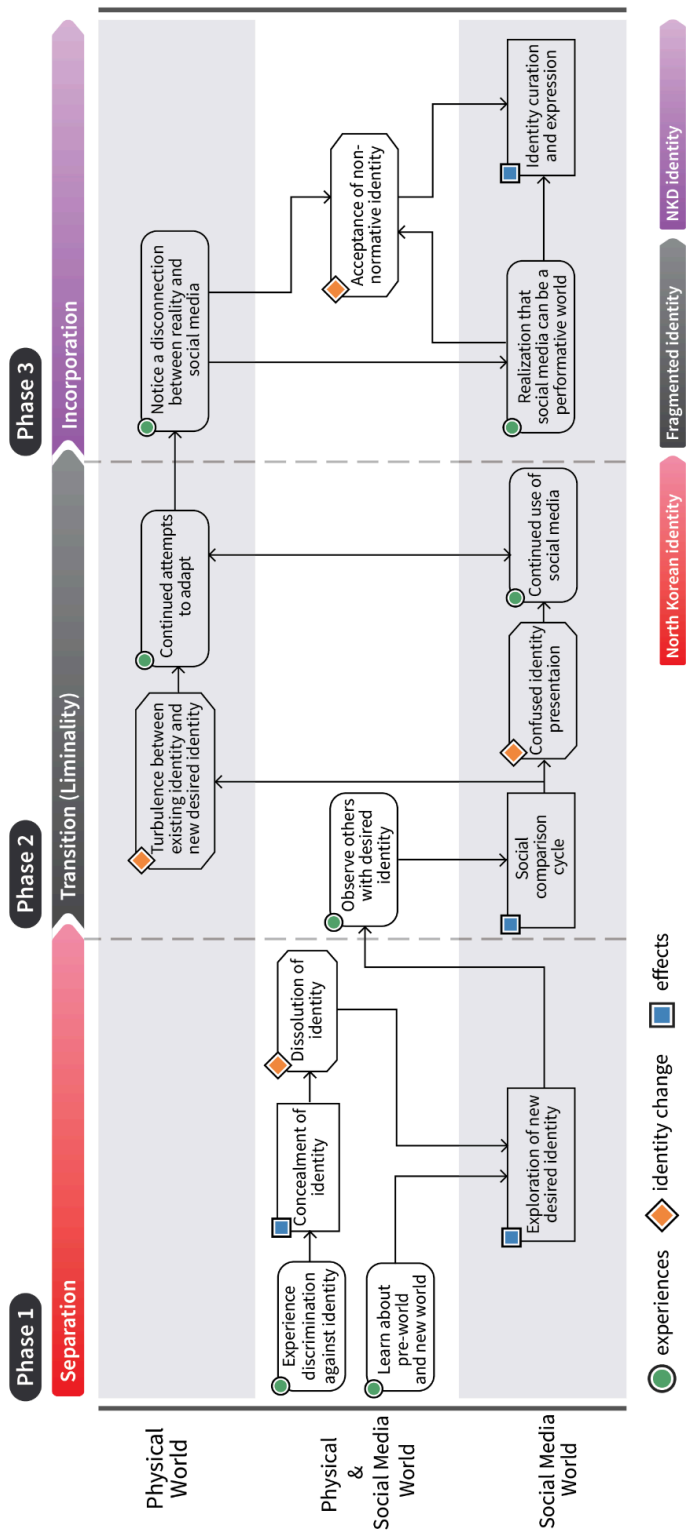 Phase 1
Phase 2
Phase 3
Separation
Transition (Liminality)
Incorporation
Physical
World
Turbulence between
existing identity and
new desired identity
Continued attempts
to adapt
Notice a disconnection
between reality and
social media
Physical
&
Social Media
World
Experience
discrimination
against identity
Concealment of
identity
Dissolution of
identity
Learn about
pre-world
and new world
Observe others
with desired
identity
Acceptance of non-
normative identity
Social Media
World
Exploration of new
desired identity
Social
comparison
cycle
Confused identity
presentaion
Continued use of
social media
Realization that
social media can be a
performative world
Identity curation
and expression
experiences
identity change
effects
North Korean identity
Fragmented identity
NKD identity